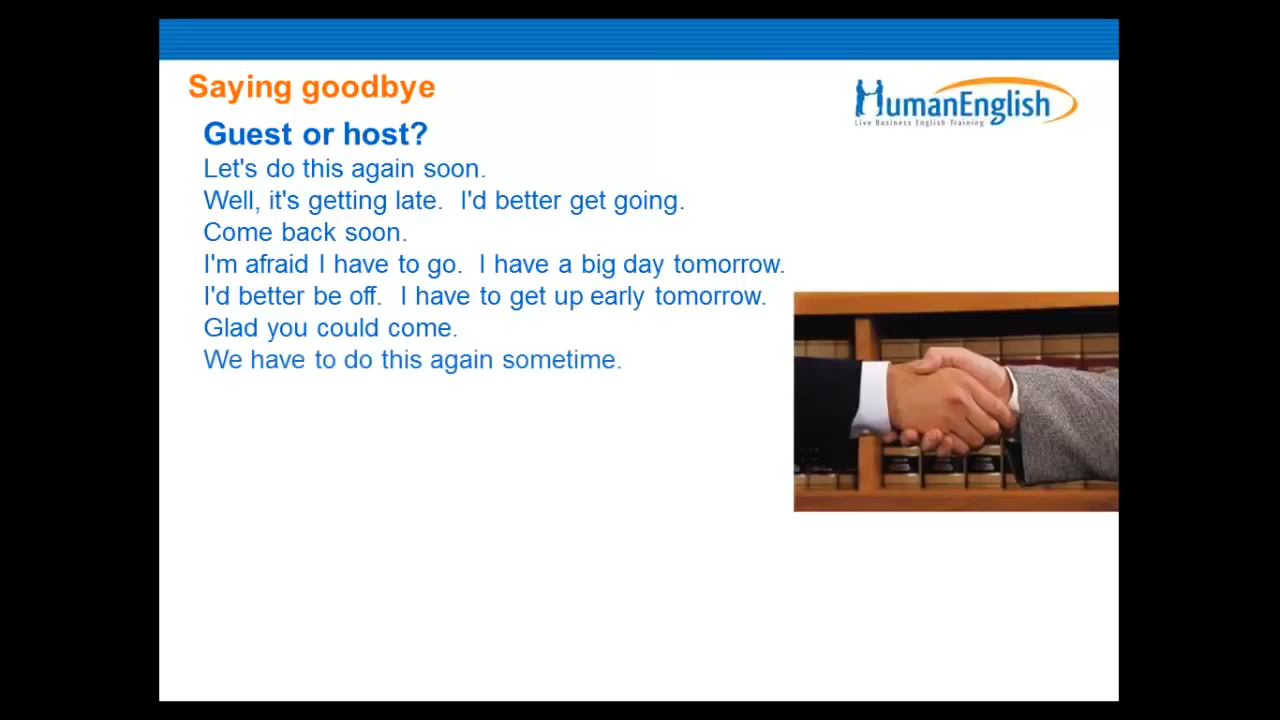 Saying goodbye
HumanEnglish
Live Business English Training
Guest or host?
Let's do this again soon.
Well, it's getting late.  I'd better get going.
Come back soon.
I'm afraid I have to go.  I have a big day tomorrow.
I'd better be off.  I have to get up early tomorrow.
Glad you could come.
We have to do this again sometime.